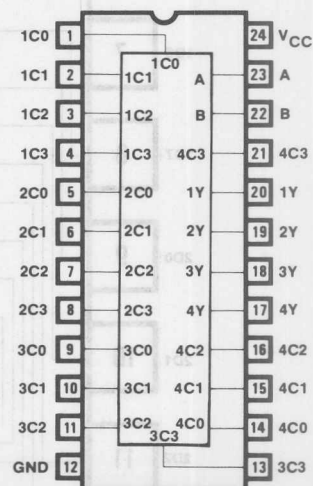 1C0 1 24 VCC
1C0
1C1 2 1C1 A 23 A
1C2 3 1C2 B 22 B
1C3 4 1C3 4C3 21 4C3
2C0 5 2C0 1Y 20 1Y
2C1 6 2C1 2Y 19 2Y
2C2 7 2C2 3Y 18 3Y
2C3 8 2C3 4Y 17 4Y
3C0 9 3C0 4C2 16 4C2
3C1 10 3C1 4C1 15 4C1
3C2 11 3C2 4C0 14 4C0
3C3
GND 12 13 3C3